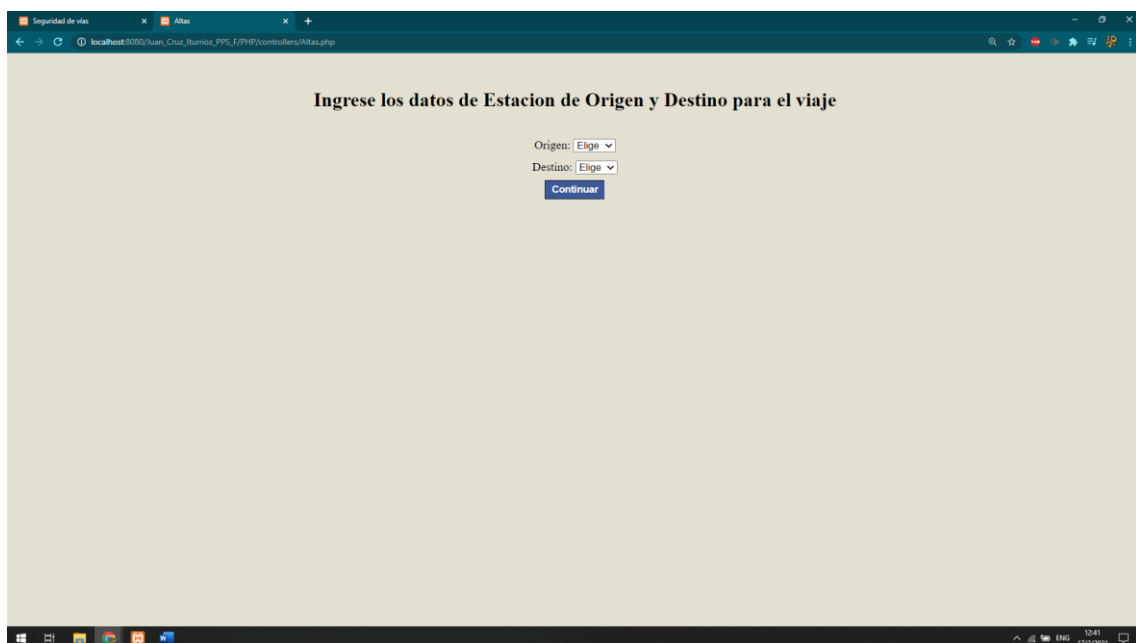 Seguridad de vías
Altas
localhost:8080/Juan_Cruz_Iturrioz_PPS_F/PHP/controllers/Altas.php
Ingrese los datos de Estacion de Origen y Destino para el viaje
Origen: Elige
Destino: Elige
Continuar
ENG
12:41